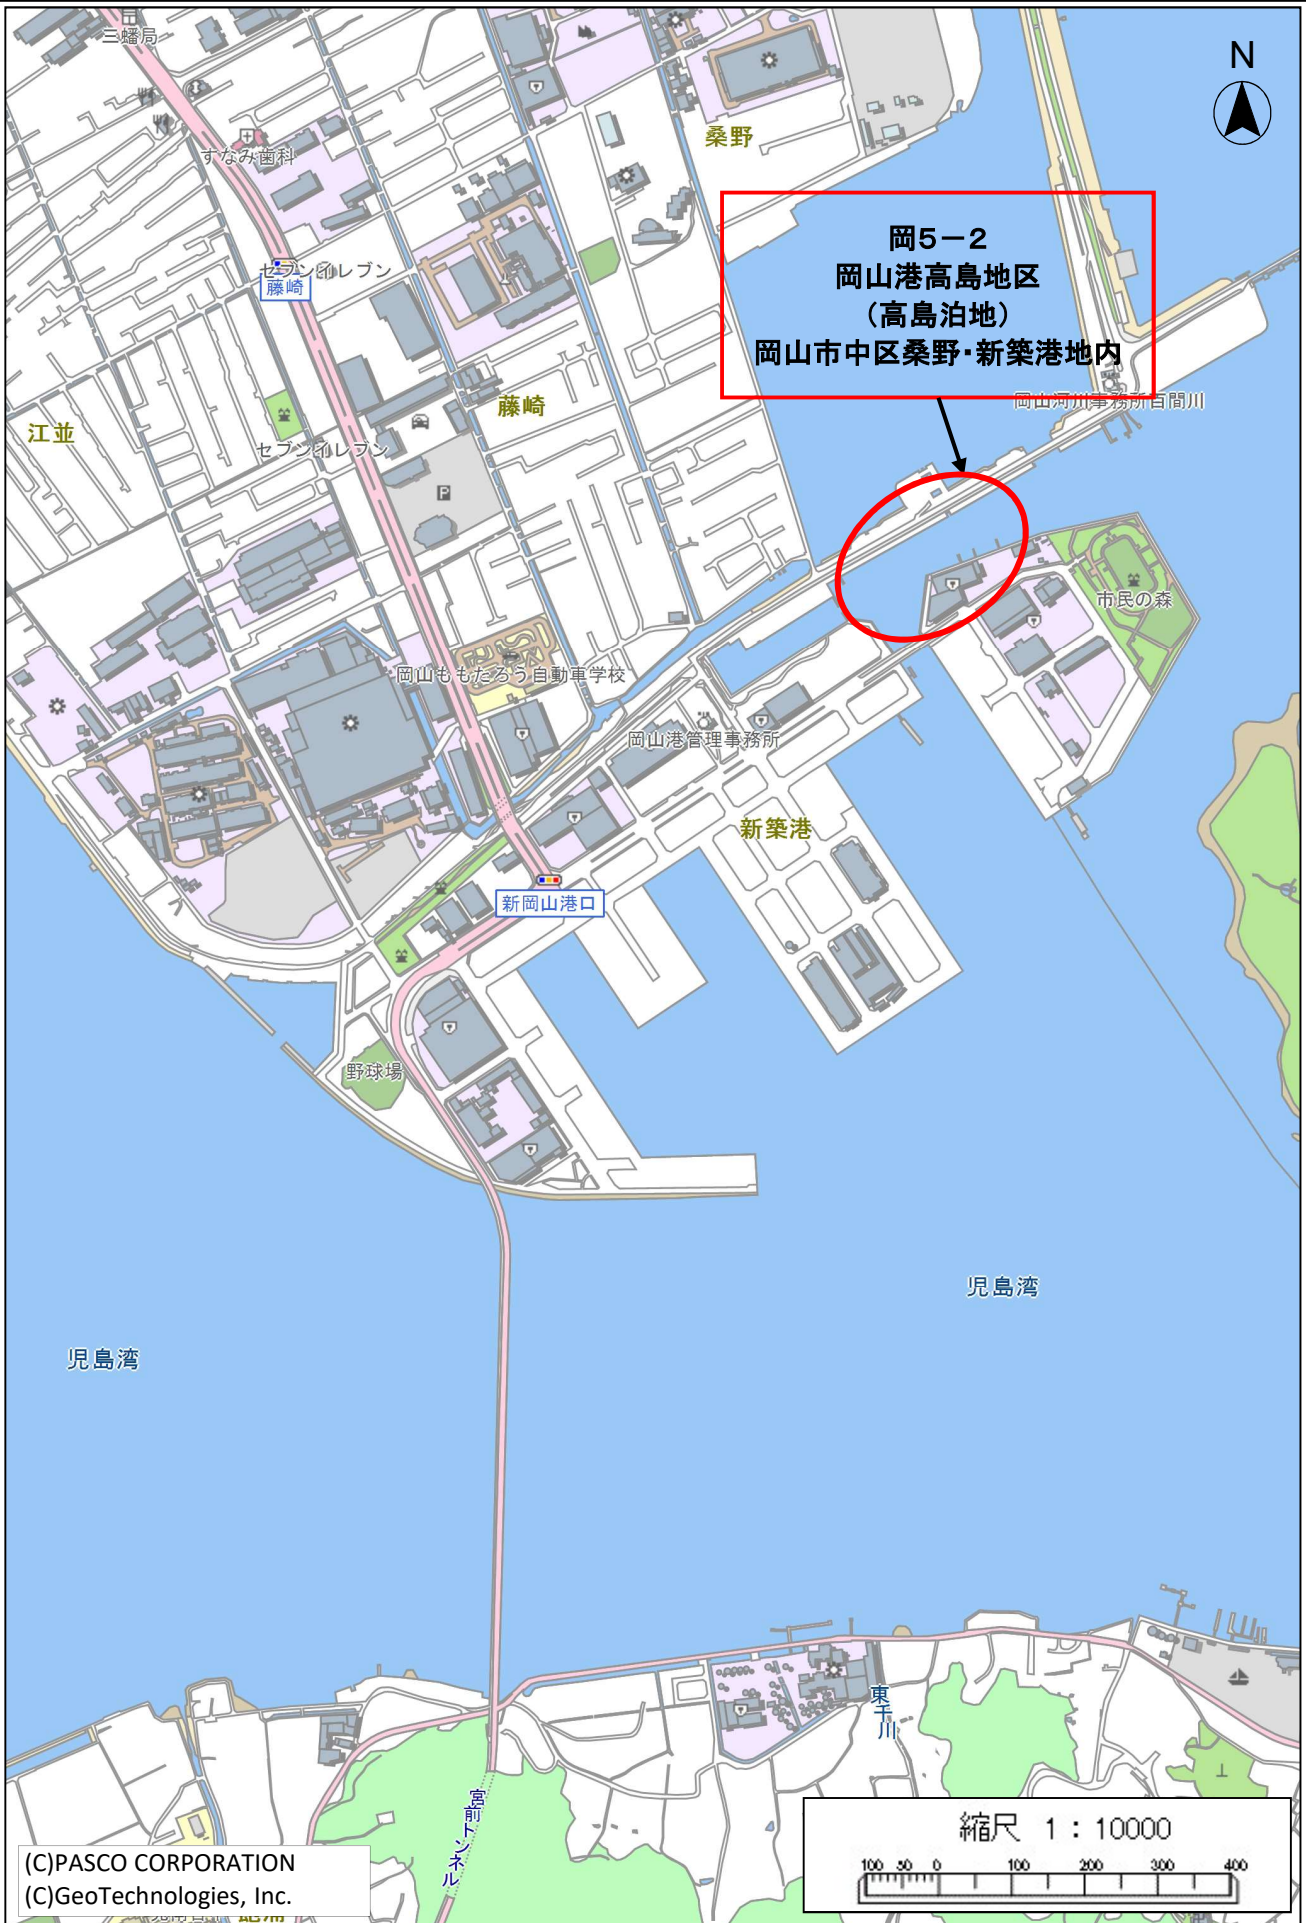 三蟠局
N
桑野
すなみ歯科
岡5−2
岡山港高島地区
(高島泊地)
岡山市中区桑野・新築港地内
セブンイレブン
藤崎
藤崎
岡山河川事務所百間川
江並
セブンイレブン
P
市民の森
岡山ももたろう自動車学校
岡山港管理事務所
新築港
新岡山港口
野球場
児島湾
児島湾
東千川
宮前トンネル
縮尺 1:10000
100 50 0 100 200 300 400
(C)PASCO CORPORATION
(C)GeoTechnologies, Inc.